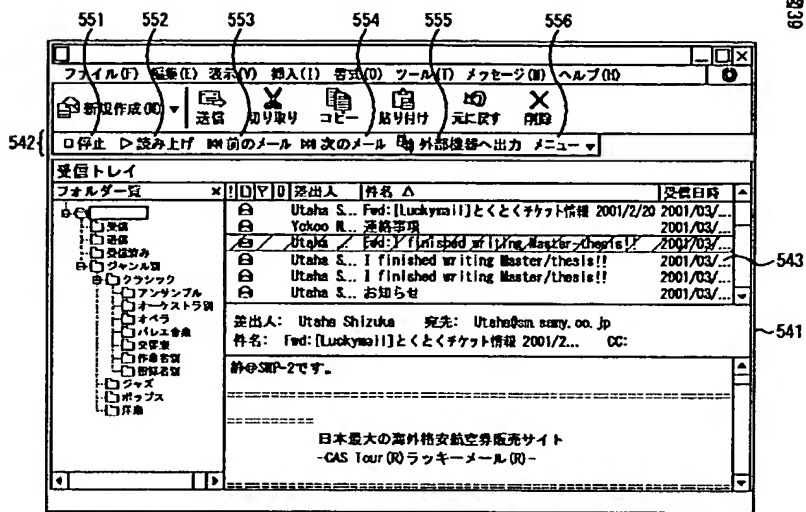 図39
551 552 553 554 555 556
ファイル(F) 編集(E) 表示(V) 挿入(I) 書式(O) ツール(T) メッセージ(M) ヘルプ(H)
新規作成(N) 送信 切り取り コピー 貼り付け 元に戻す 削除
542
停止 読み上げ 前のメール 次のメール 外部機器へ出力 メニュー
受信トレイ
フォルダ一覧 ×
受信
送信
受信済み
ジャンル別
クラシック
アンサンブル
オーケストラ別
オペラ
バレエ音楽
交響楽
作曲名別
ジャズ
ポップス
洋曲
! 差出人 件名 △ 受信日時
Utaha S... Fwd:[Luckymail]とくとくチケット情報 2001/2/20 2001/03/...
Yokoo M... 連絡事項 2001/03/...
Utaha Fwd:I finished writing Master/thesis!! 2001/03/...
Utaha S... I finished writing Master/thesis!! 2001/03/...
543
Utaha S... I finished writing Master/thesis!! 2001/03/...
Utaha S... お知らせ 2001/03/...
差出人: Utaha Shizuka 宛先: Utaha@sm.samy.co.jp
541
件名: Fwd:[Luckymail]とくとくチケット情報 2001/2... CC:
@SMP-2です。
==========================================================
========
日本最大の海外格安航空券販売サイト
-CAS Tour(R)ラッキーメール(R)-
==========================================================